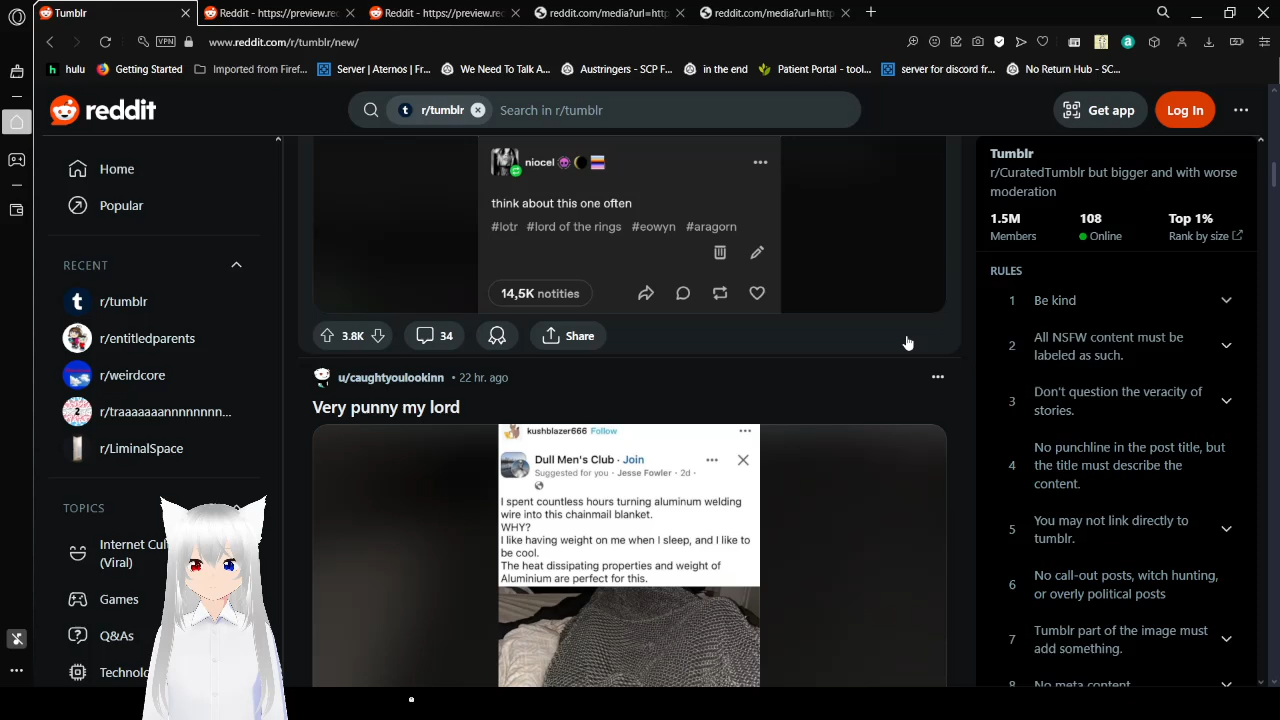 Tumblr
Reddit - https://preview.rec
Reddit - https://preview.rec
reddit.com/media?url=http
reddit.com/media?url=http
VPN
www.reddit.com/r/tumblr/new/
hulu
Getting Started
Imported from Firef...
Server | Aternos | Fr...
We Need To Talk A...
Austringers - SCP F...
in the end
Patient Portal - tool...
server for discord fr...
No Return Hub - SC...
reddit
r/tumblr
Search in r/tumblr
Get app
Log In
Home
Popular
RECENT
r/tumblr
r/entitledparents
r/weirdcore
r/traaaaaaannnnnnnn...
r/LiminalSpace
TOPICS
Internet Cul
(Viral)
Games
Q&As
Technolo
niocel
think about this one often
#lotr #lord of the rings #eowyn #aragorn
14,5K notities
3.8K
34
Share
u/caughtyoulookinn • 22 hr. ago
Very punny my lord
kushblazer666 Follow
Dull Men's Club · Join
Suggested for you · Jesse Fowler · 2d ·
I spent countless hours turning aluminum welding
wire into this chainmail blanket.
WHY?
I like having weight on me when I sleep, and I like to
be cool.
The heat dissipating properties and weight of
Aluminium are perfect for this.
Tumblr
r/CuratedTumblr but bigger and with worse
moderation
1.5M
108
Top 1%
Members
Online
Rank by size
RULES
1 Be kind
2 All NSFW content must be
labeled as such.
3 Don't question the veracity of
stories.
4 No punchline in the post title, but
the title must describe the
content.
5 You may not link directly to
tumblr.
6 No call-out posts, witch hunting,
or overly political posts
7 Tumblr part of the image must
add something.
8 No meta content